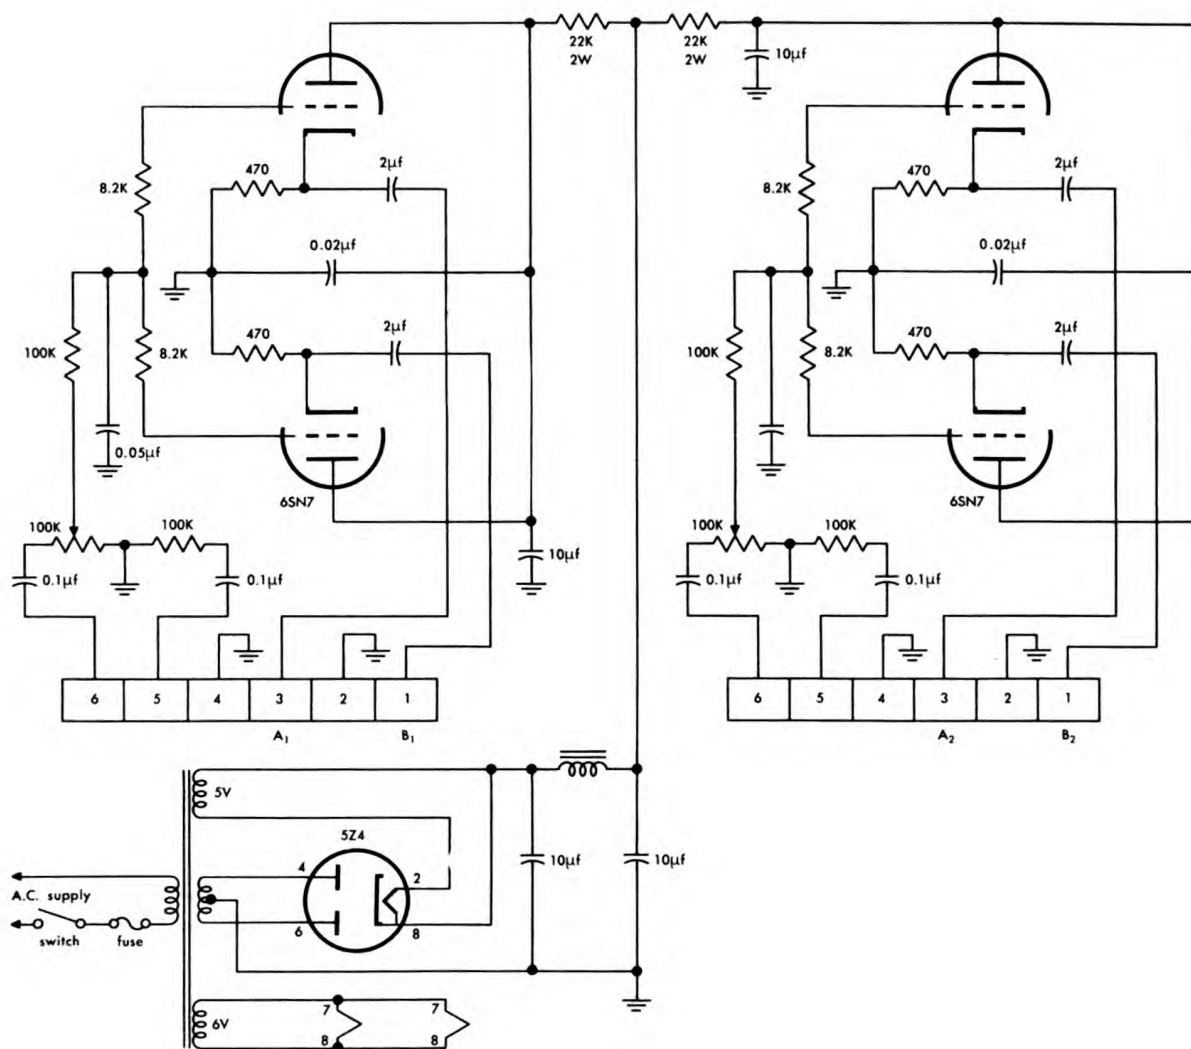 22K
2W
22K
2W
10µf
470
2µf
8.2K
0.02µf
470
2µf
100K
8.2K
0.05µf
6SN7
100K
100K
0.1µf
0.1µf
10µf
6 5 4 3 2 1
A₁ B₁
470
2µf
8.2K
0.02µf
470
2µf
100K
8.2K
6SN7
100K
100K
0.1µf
0.1µf
6 5 4 3 2 1
A₂ B₂
5V
5Z4
4
2
6
8
10µf
10µf
A.C. supply
switch fuse
6V
7
8
7
8